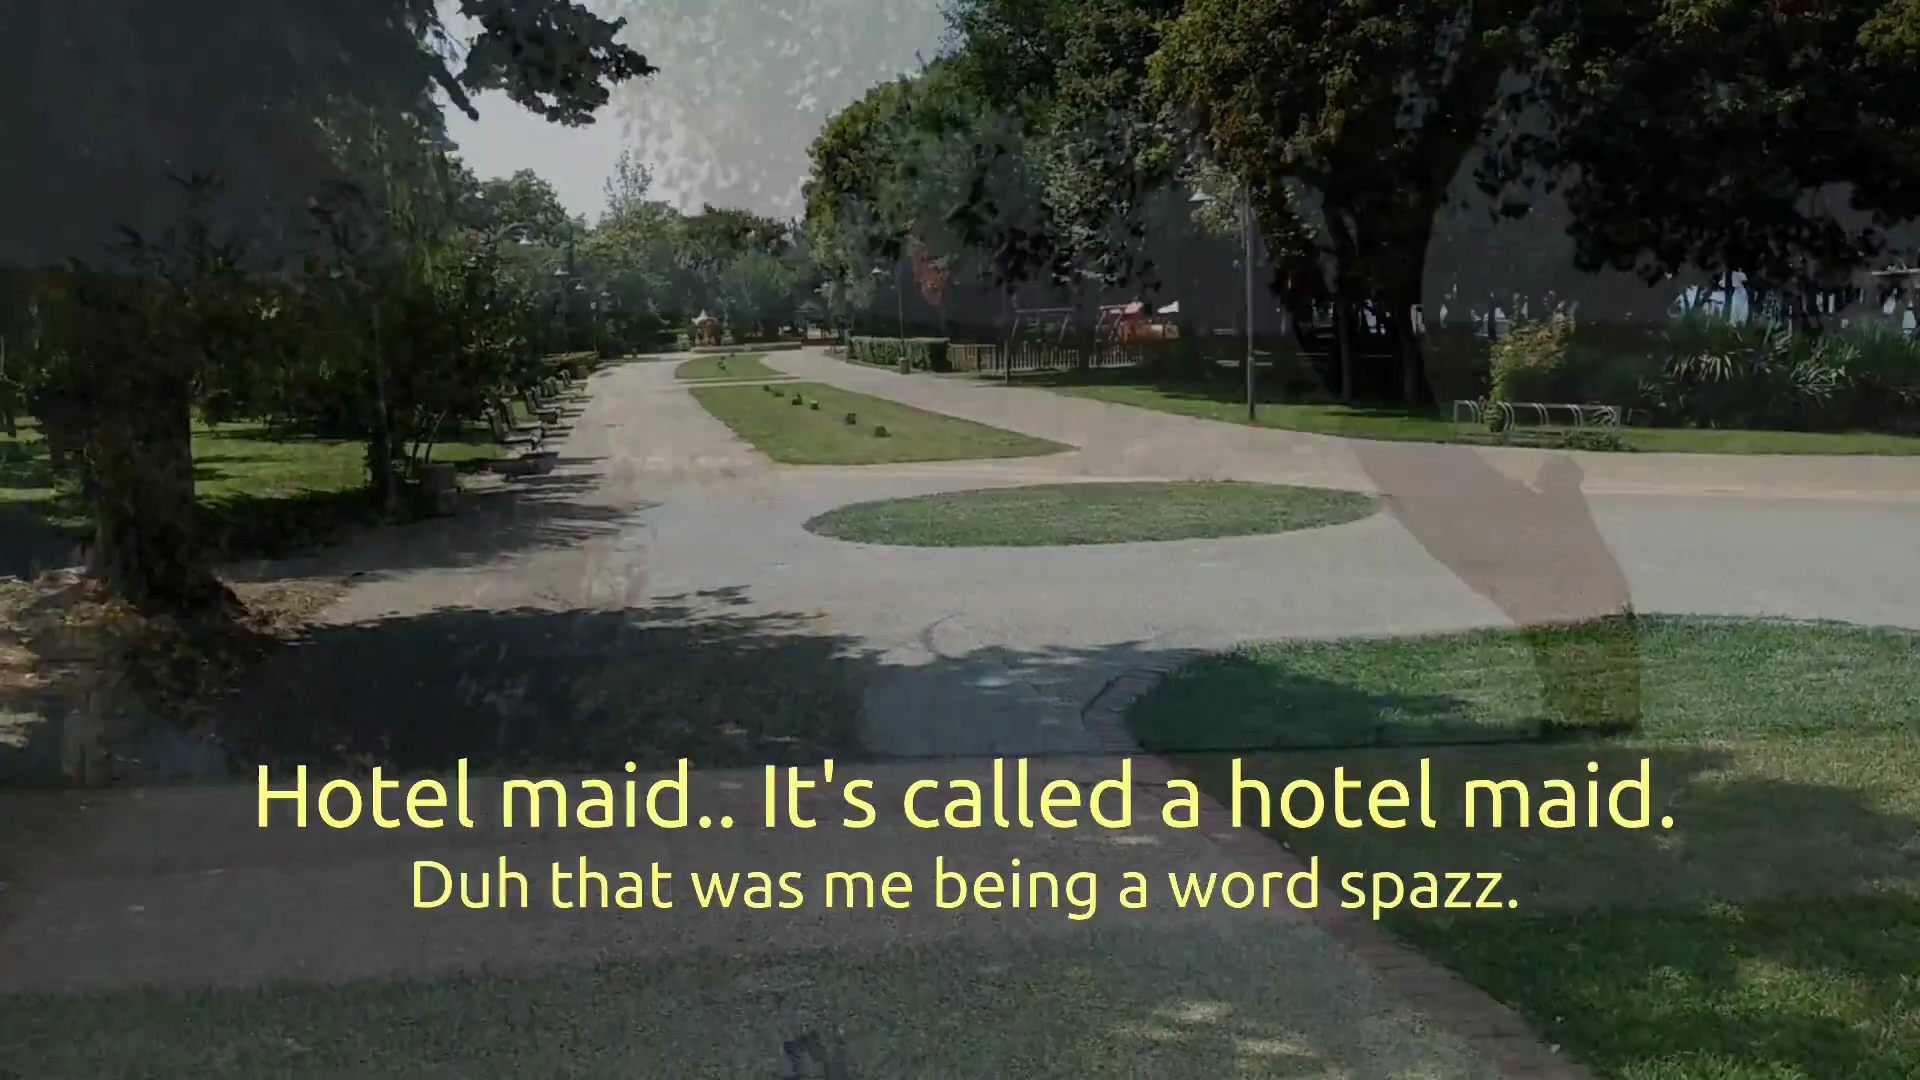 Hotel maid.. It's called a hotel maid.
Duh that was me being a word spazz.